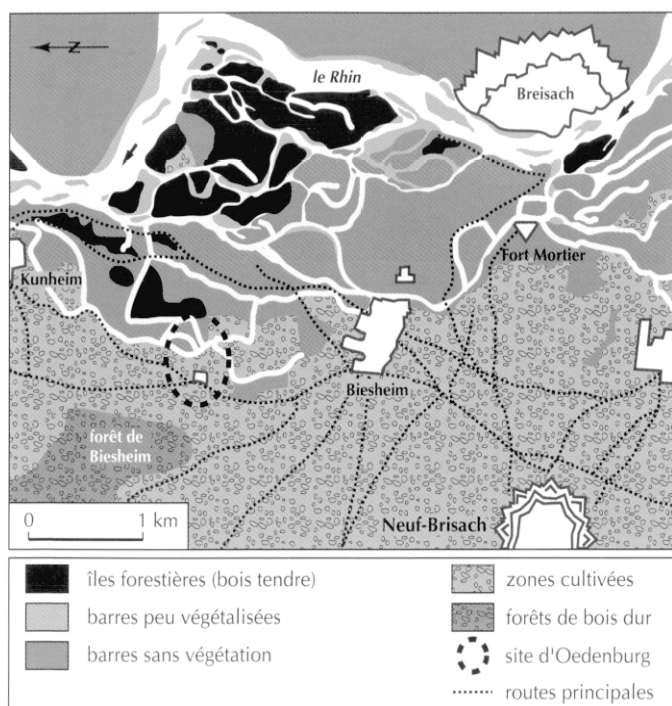 N
le Rhin
Breisach
Fort Mortier
Kunheim
Biesheim
forêt de
Biesheim
0 1 km
Neuf-Brisach
îles forestières (bois tendre)
barres peu végétalisées
barres sans végétation
zones cultivées
forêts de bois dur
site d'Oedenburg
routes principales